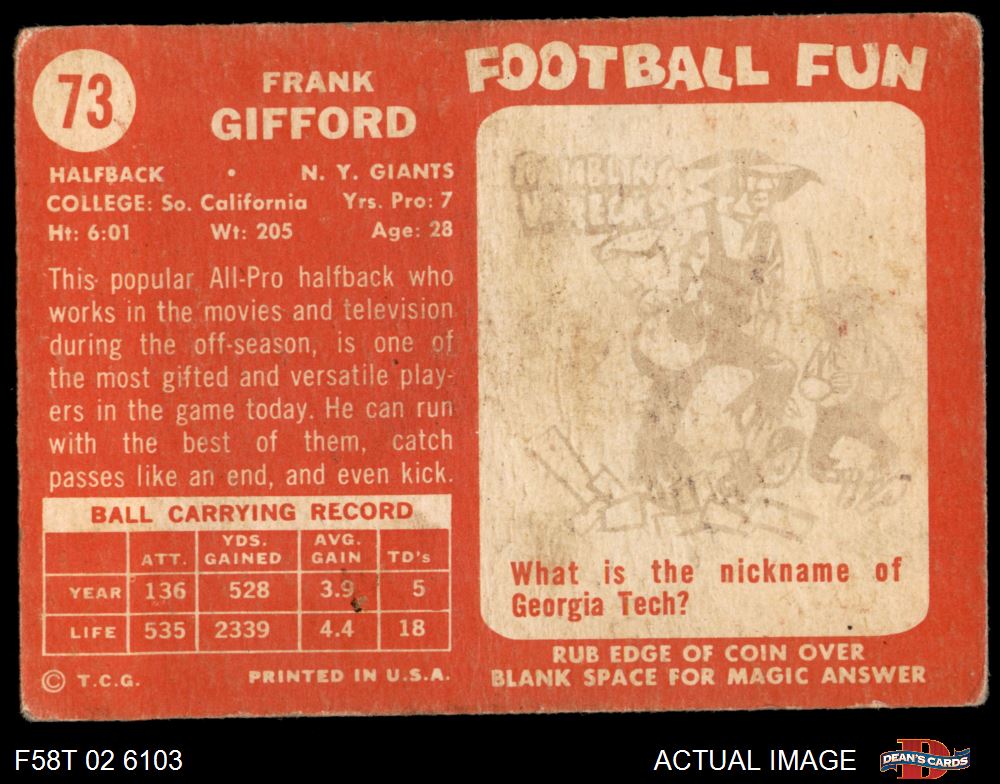 73
FRANK
GIFFORD
HALFBACK • N. Y. GIANTS
COLLEGE: So. California Yrs. Pro: 7
Ht: 6:01 Wt: 205 Age: 28
This popular All-Pro halfback who
works in the movies and television
during the off-season, is one of
the most gifted and versatile play-
ers in the game today. He can run
with the best of them, catch
passes like an end, and even kick.
BALL CARRYING RECORD
ATT. YDS. GAINED AVG. GAIN TD's
YEAR 136 528 3.9 5
LIFE 535 2339 4.4 18
© T.C.G. PRINTED IN U.S.A.
FOOTBALL FUN
RAMBLING
WRECKS
What is the nickname of
Georgia Tech?
RUB EDGE OF COIN OVER
BLANK SPACE FOR MAGIC ANSWER
F58T 02 6103
ACTUAL IMAGE
D
DEAN'S CARDS